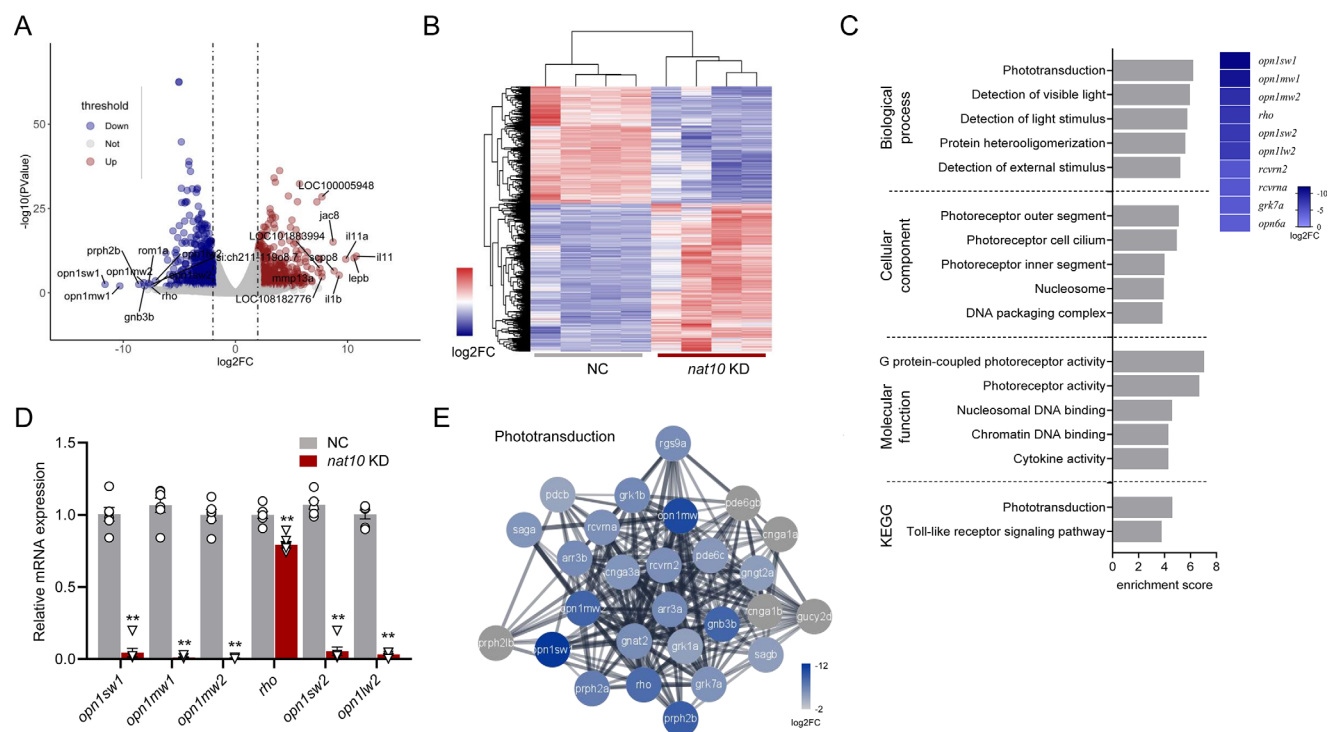 A
threshold
Down
Not
Up
50
25
0
-log10(PValue)
LOC100005948
jac8
LOC101883994
il11a
scpp8
il11
lepb
mmp13a
LOC108182776
il1b
prph2b
rom1a
si:ch211-119o8.7
opn1sw1
opn1mw2
opn1mw1
rho
gnb3b
-10
0
10
log2FC
B
log2FC
NC
nat10 KD
C
Biological process
Phototransduction
Detection of visible light
Detection of light stimulus
Protein heterooligomerization
Detection of external stimulus
Cellular component
Photoreceptor outer segment
Photoreceptor cell cilium
Photoreceptor inner segment
Nucleosome
DNA packaging complex
Molecular function
G protein-coupled photoreceptor activity
Photoreceptor activity
Nucleosomal DNA binding
Chromatin DNA binding
Cytokine activity
KEGG
Phototransduction
Toll-like receptor signaling pathway
0 2 4 6 8
enrichment score
opn1sw1
opn1mw1
opn1mw2
rho
opn1sw2
opn1lw2
rcvrn2
rcvrna
grk7a
opn6a
-10
-5
0
log2FC
D
NC
nat10 KD
Relative mRNA expression
1.5
1.0
0.5
0.0
**
**
**
**
**
**
opn1sw1
opn1mw1
opn1mw2
rho
opn1sw2
opn1lw2
E
Phototransduction
rgs9a
pdcb
grk1b
pde6gb
opn1mw
saga
rcvrna
cnga1a
arr3b
cnga3a
rcvrn2
pde6c
gngt2a
opn1mw
arr3a
cnga1b
gucy2d
gnb3b
prph2lb
opn1sw1
gnat2
grk1a
sagb
prph2a
rho
grk7a
prph2b
-12
-2
log2FC